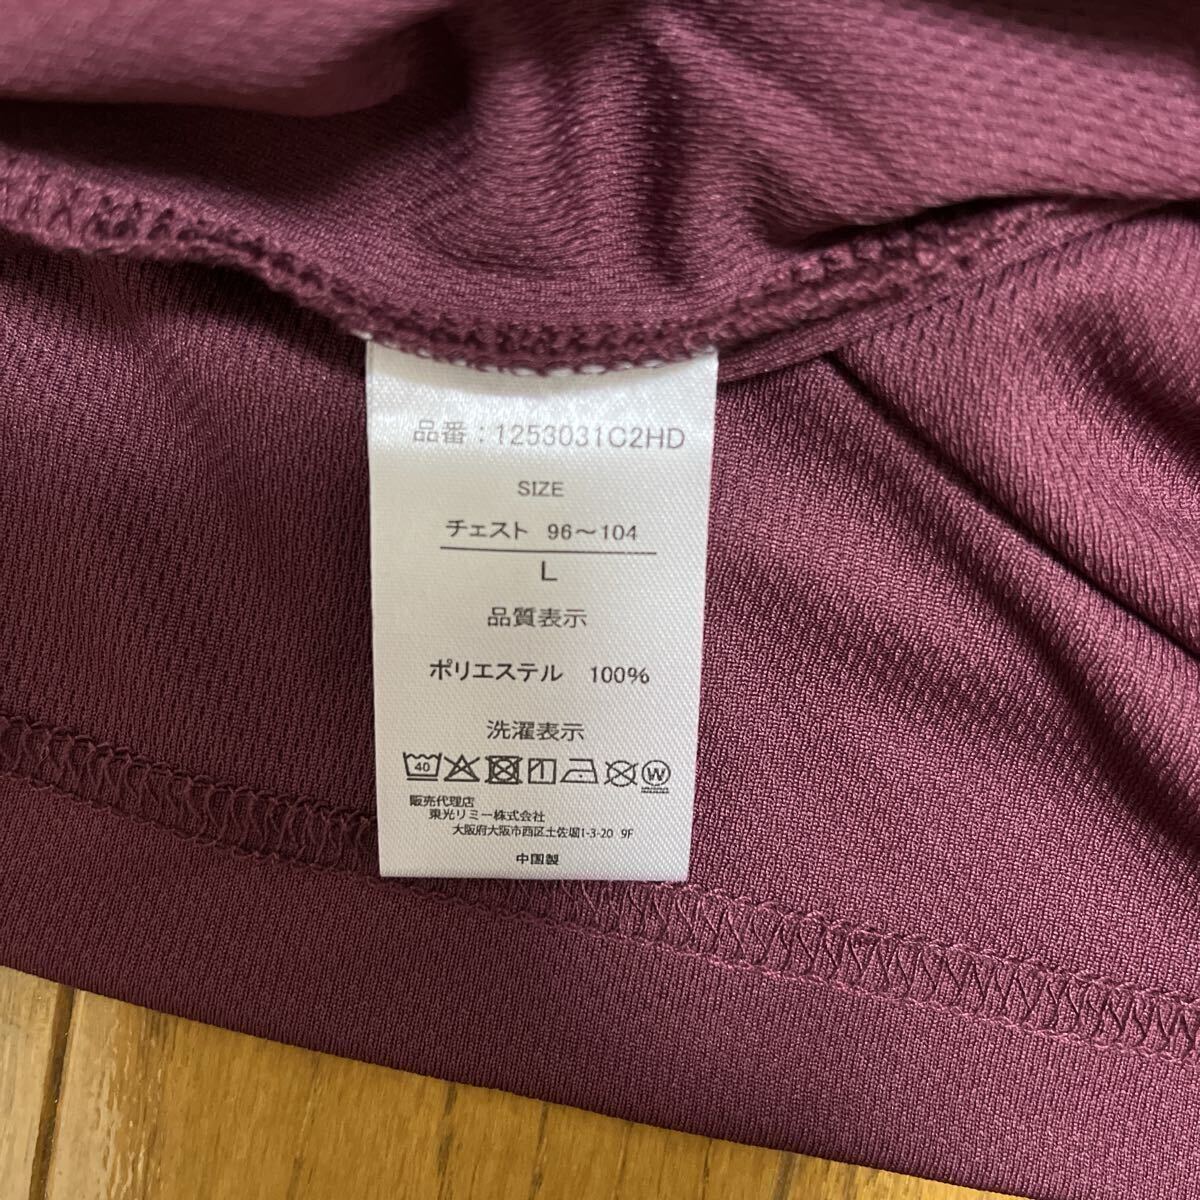 品番：1253031C2HD
SIZE
チェスト 96～104
L
品質表示
ポリエステル 100%
洗濯表示
40 W
販売代理店
東光リミー株式会社
大阪府大阪市西区土佐堀1-3-20 9F
中国製